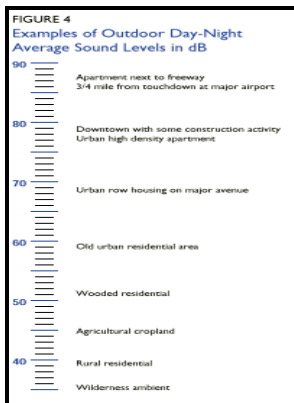 FIGURE 4
Examples of Outdoor Day-Night
Average Sound Levels in dB
90
Apartment next to freeway
3/4 mile from touchdown at major airport
80
Downtown with some construction activity
Urban high density apartment
70
Urban row housing on major avenue
60
Old urban residential area
50
Wooded residential
Agricultural cropland
40
Rural residential
Wilderness ambient